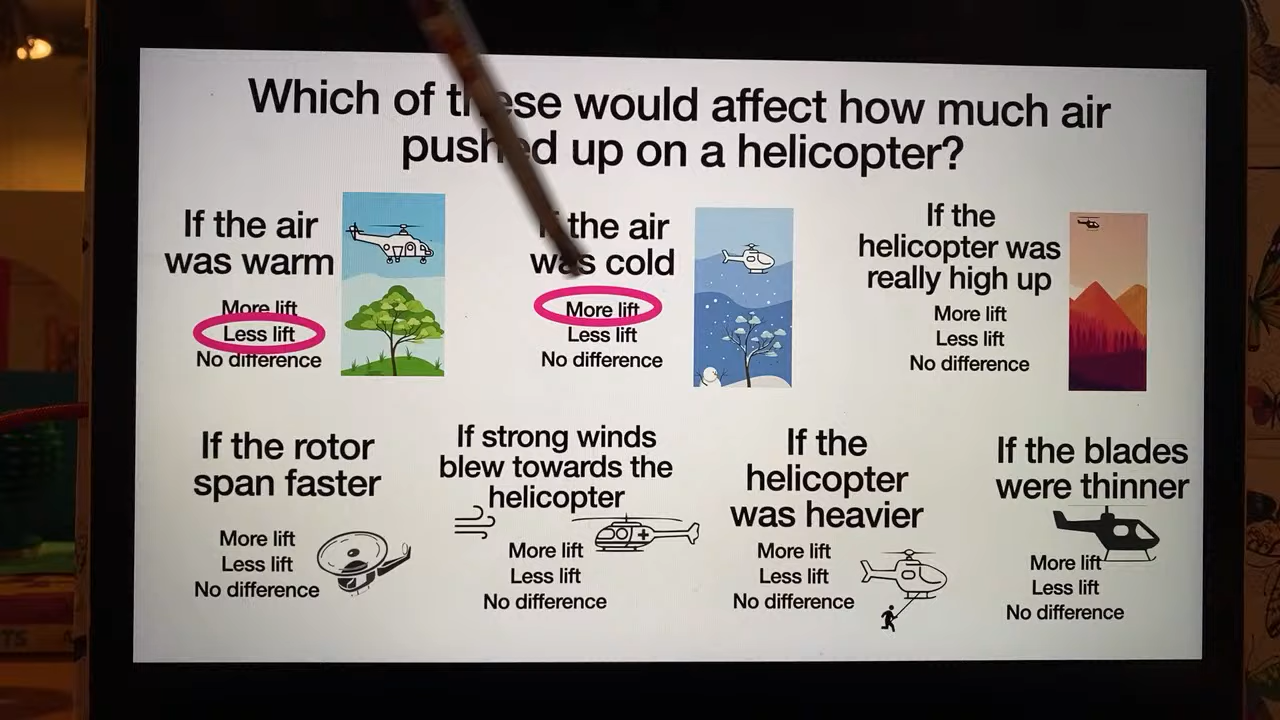 Which of these would affect how much air
pushed up on a helicopter?
If the air
was warm
More lift
Less lift
No difference
If the air
was cold
More lift
Less lift
No difference
If the
helicopter was
really high up
More lift
Less lift
No difference
If the rotor
span faster
More lift
Less lift
No difference
If strong winds
blew towards the
helicopter
More lift
Less lift
No difference
If the
helicopter
was heavier
More lift
Less lift
No difference
If the blades
were thinner
More lift
Less lift
No difference